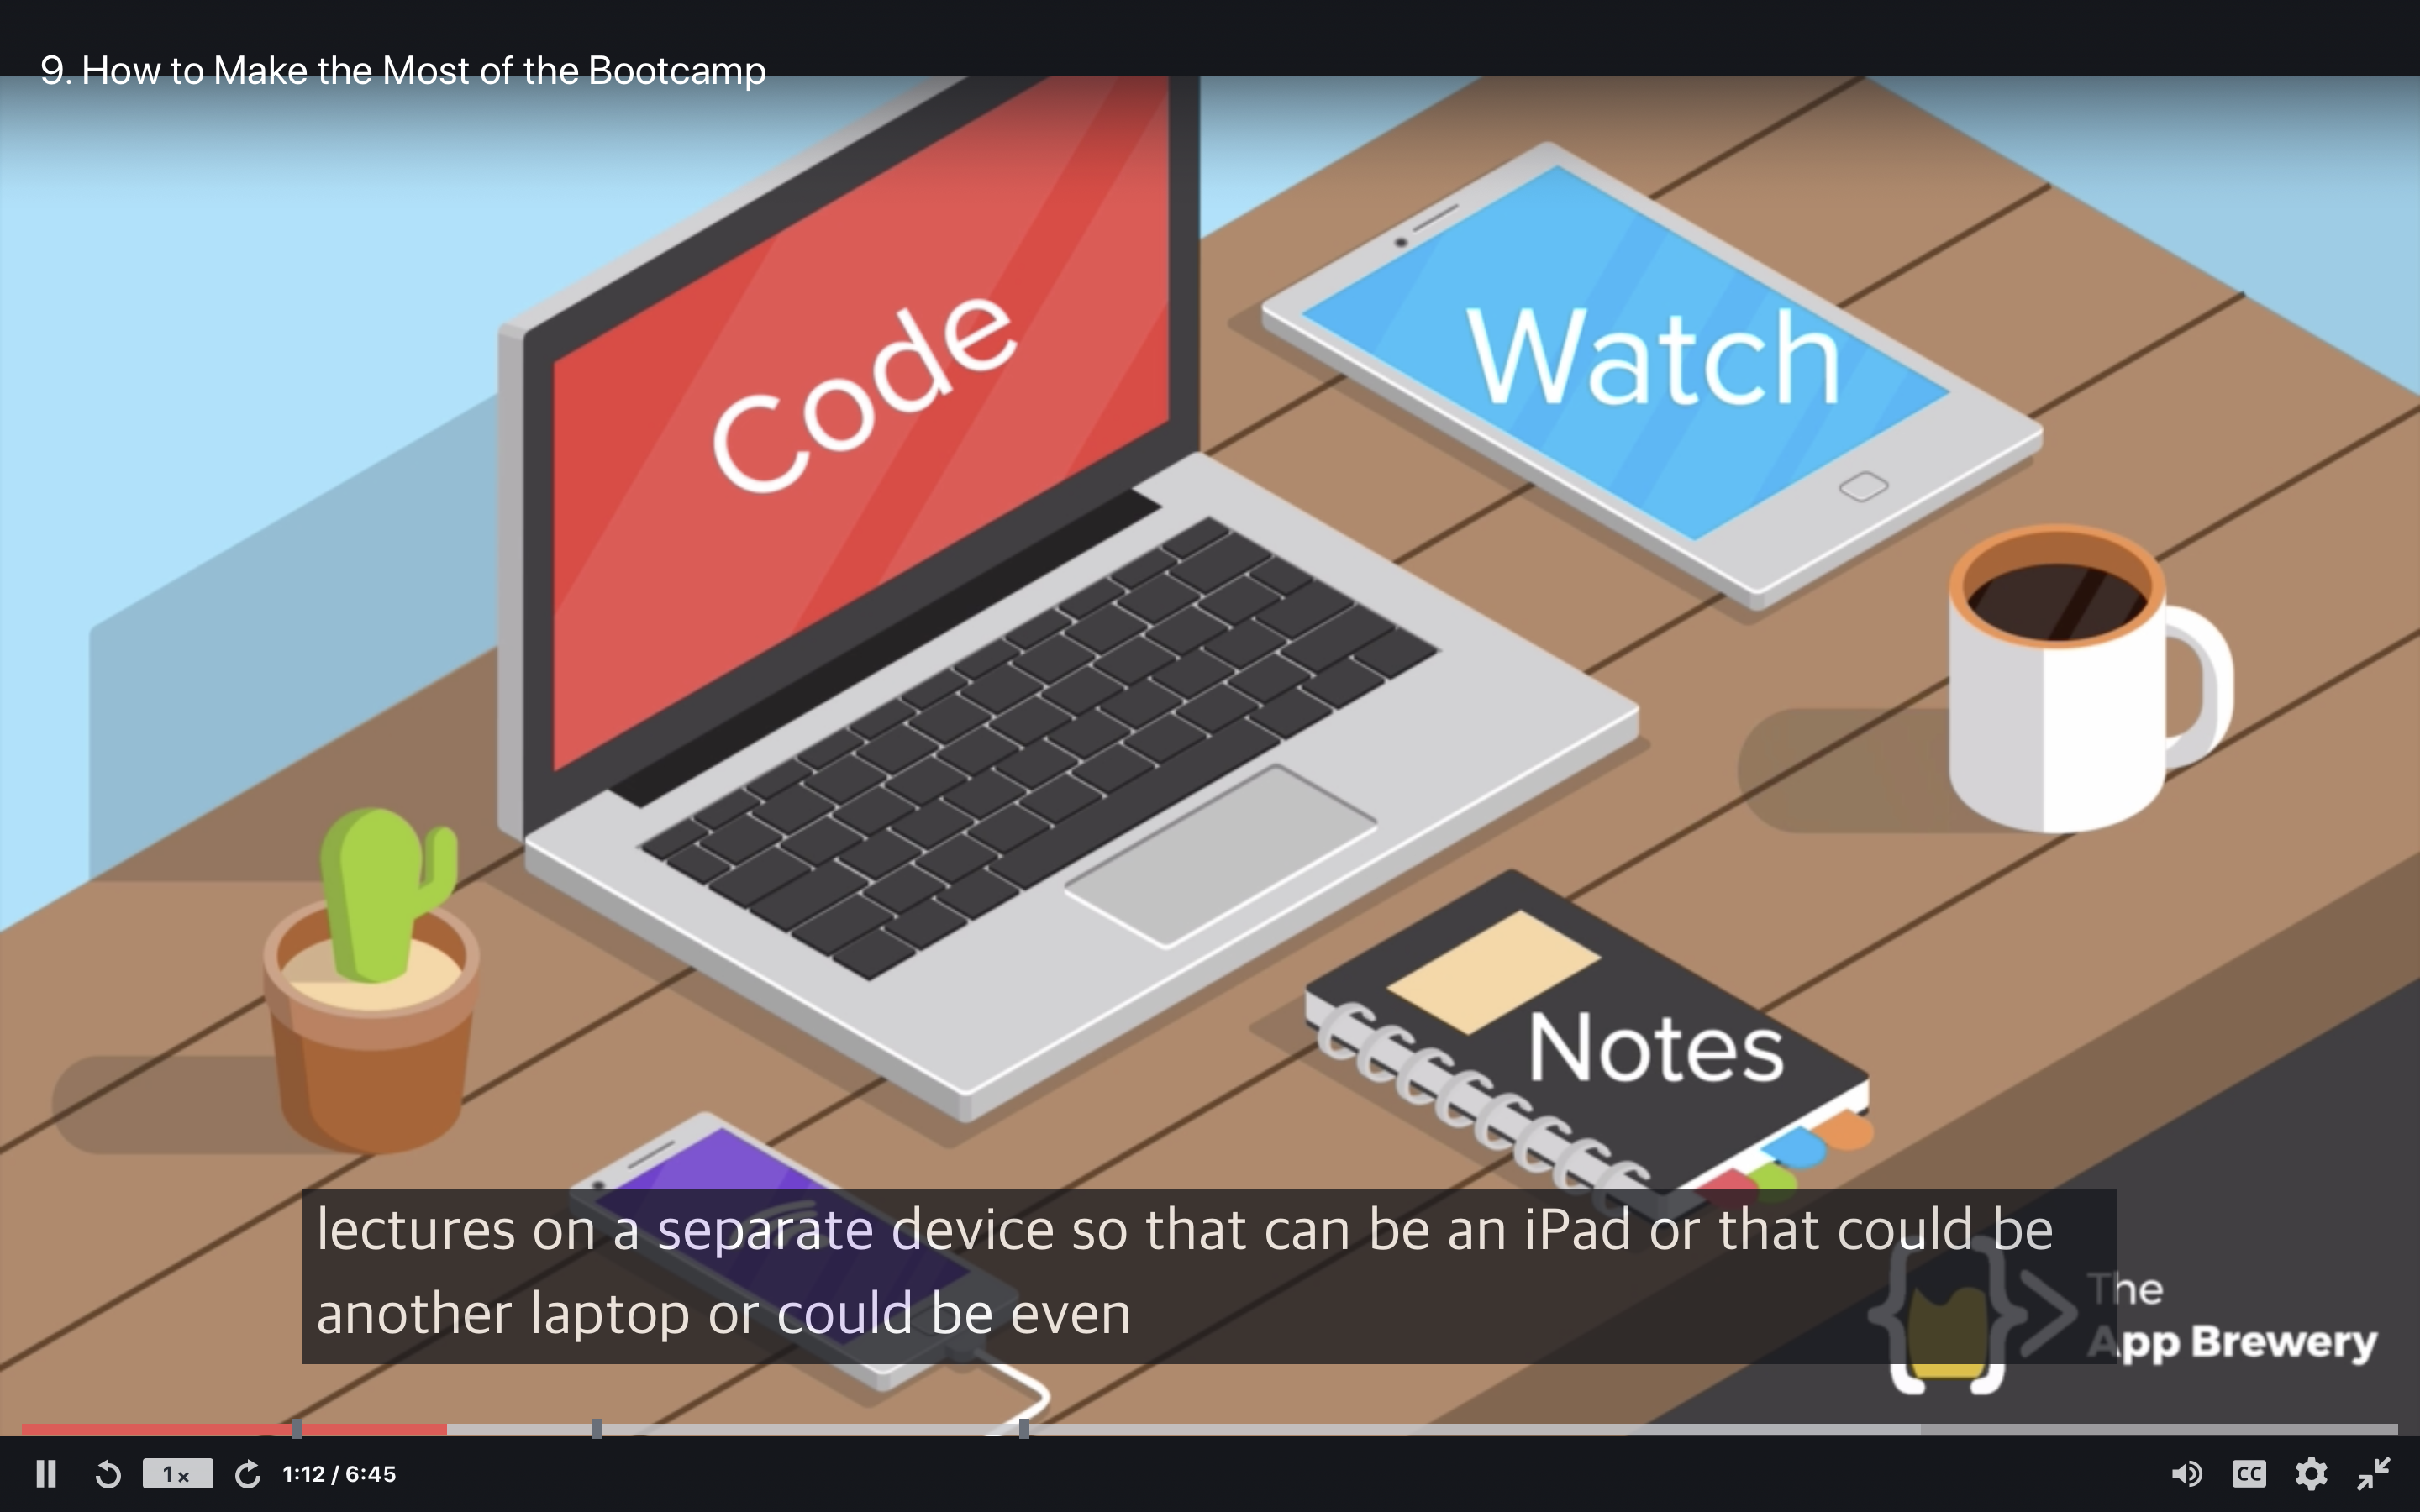 9. How to Make the Most of the Bootcamp
Code
Watch
Notes
lectures on a separate device so that can be an iPad or that could be
another laptop or could be even
The
App Brewery
1x
1:12 / 6:45
CC